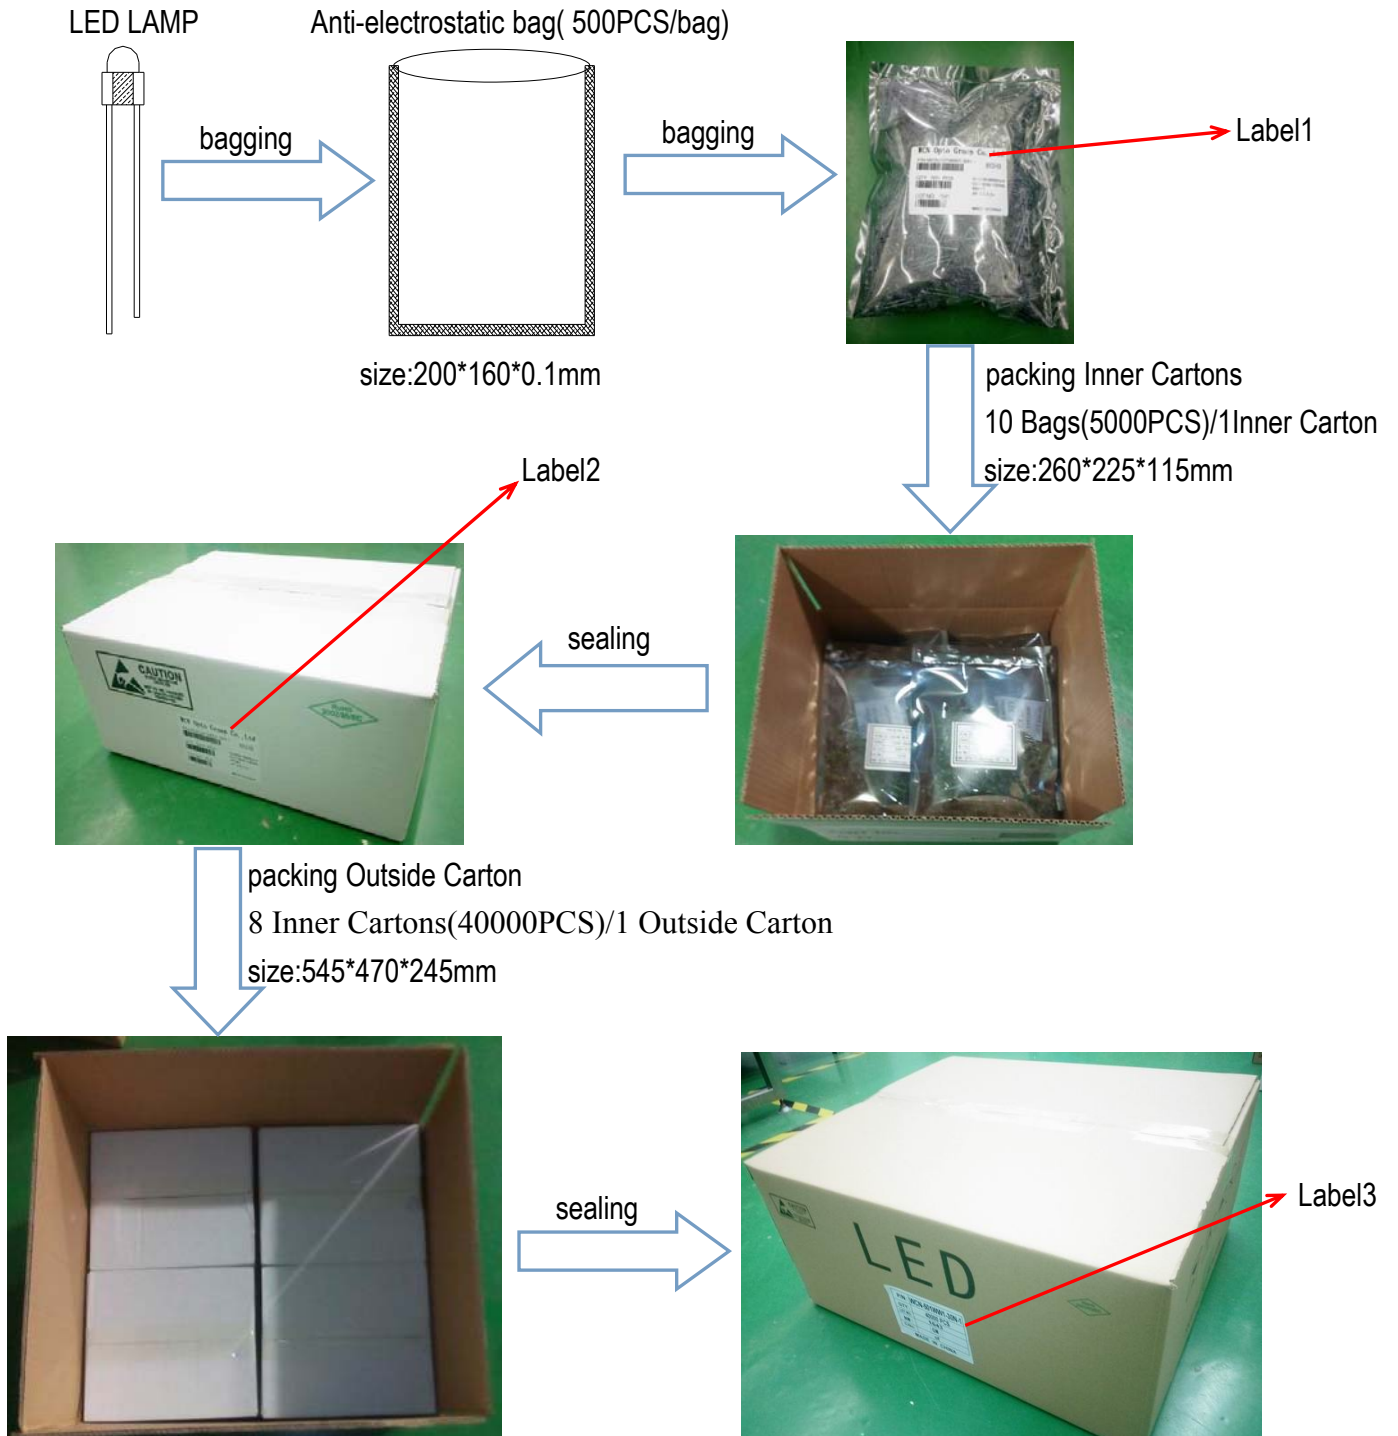 LED LAMP
Anti-electrostatic bag( 500PCS/bag)
bagging
bagging
Label1
size:200*160*0.1mm
packing Inner Cartons
10 Bags(5000PCS)/1Inner Carton
size:260*225*115mm
Label2
sealing
CAUTION
packing Outside Carton
8 Inner Cartons(40000PCS)/1 Outside Carton
size:545*470*245mm
sealing
Label3
LED